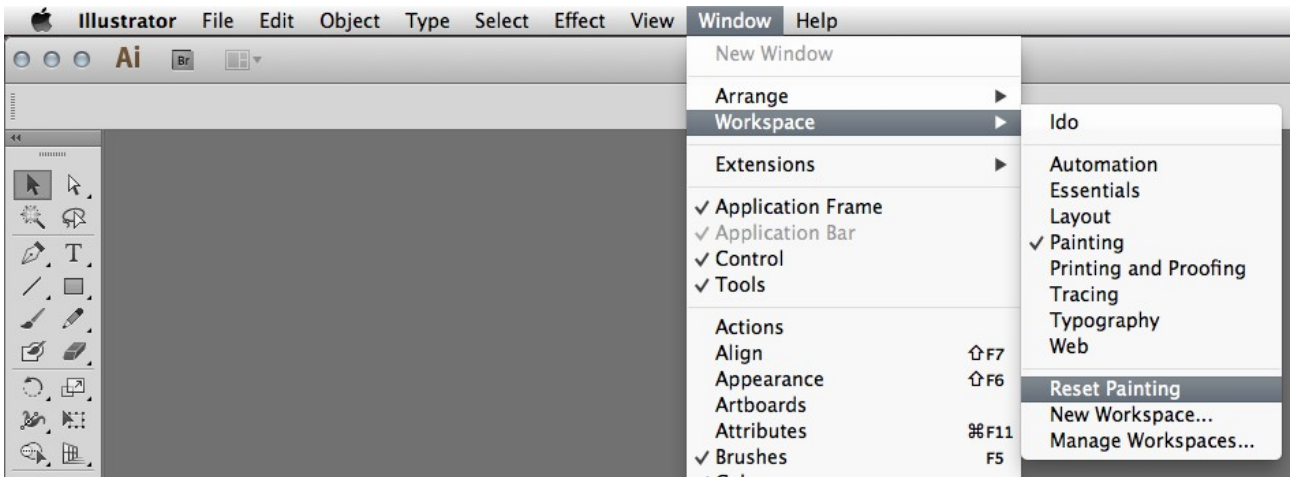 Illustrator File Edit Object Type Select Effect View Window Help
Ai Br
New Window
Arrange
Workspace
Extensions
✓ Application Frame
✓ Application Bar
✓ Control
✓ Tools
Actions
Align ⇧F7
Appearance ⇧F6
Artboards
Attributes ⌘F11
✓ Brushes F5
Ido
Automation
Essentials
Layout
✓ Painting
Printing and Proofing
Tracing
Typography
Web
Reset Painting
New Workspace...
Manage Workspaces...
T